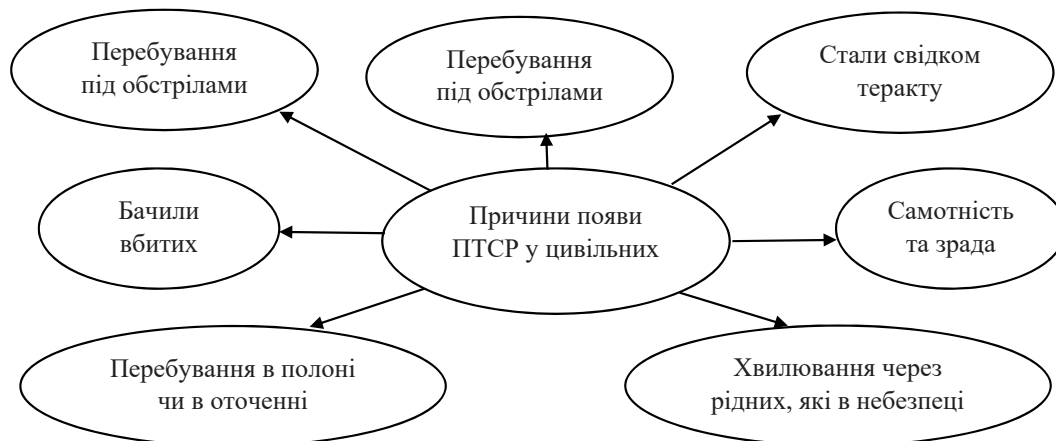 Перебування
під обстрілами
Перебування
під обстрілами
Стали свідком
теракту
Бачили
вбитих
Причини появи
ПТСР у цивільних
Самотність
та зрада
Перебування в полоні
чи в оточенні
Хвилювання через
рідних, які в небезпеці